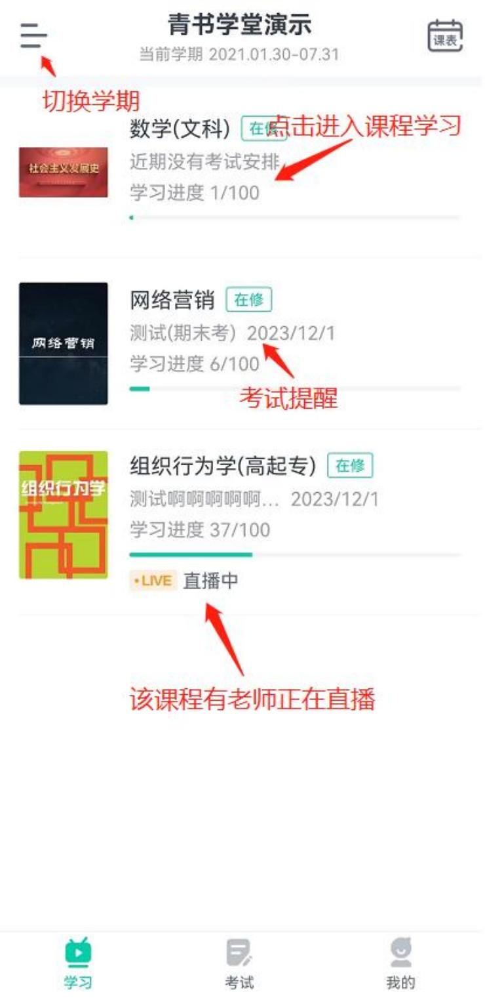 青书学堂演示
课表
当前学期 2021.01.30-07.31
切换学期
数学(文科) 在修
点击进入课程学习
社会主义发展史
近期没有考试安排
学习进度 1/100
网络营销 在修
网络营销
测试(期末考) 2023/12/1
学习进度 6/100
考试提醒
组织行为学(高起专) 在修
组织行为学
测试啊啊啊啊啊... 2023/12/1
学习进度 37/100
•LIVE 直播中
该课程有老师正在直播
学习 考试 我的